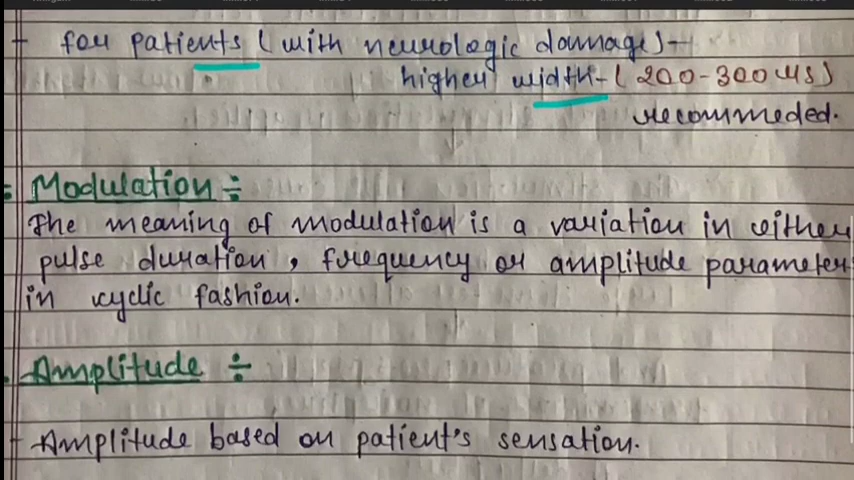 for patients (with neurologic damage) –
higher width – (200-300 us)
recommeded.
Modulation ÷
The meaning of modulation is a variation in either
pulse duration, frequency or amplitude parameter
in cyclic fashion.
Amplitude ÷
- Amplitude based on patient's sensation.